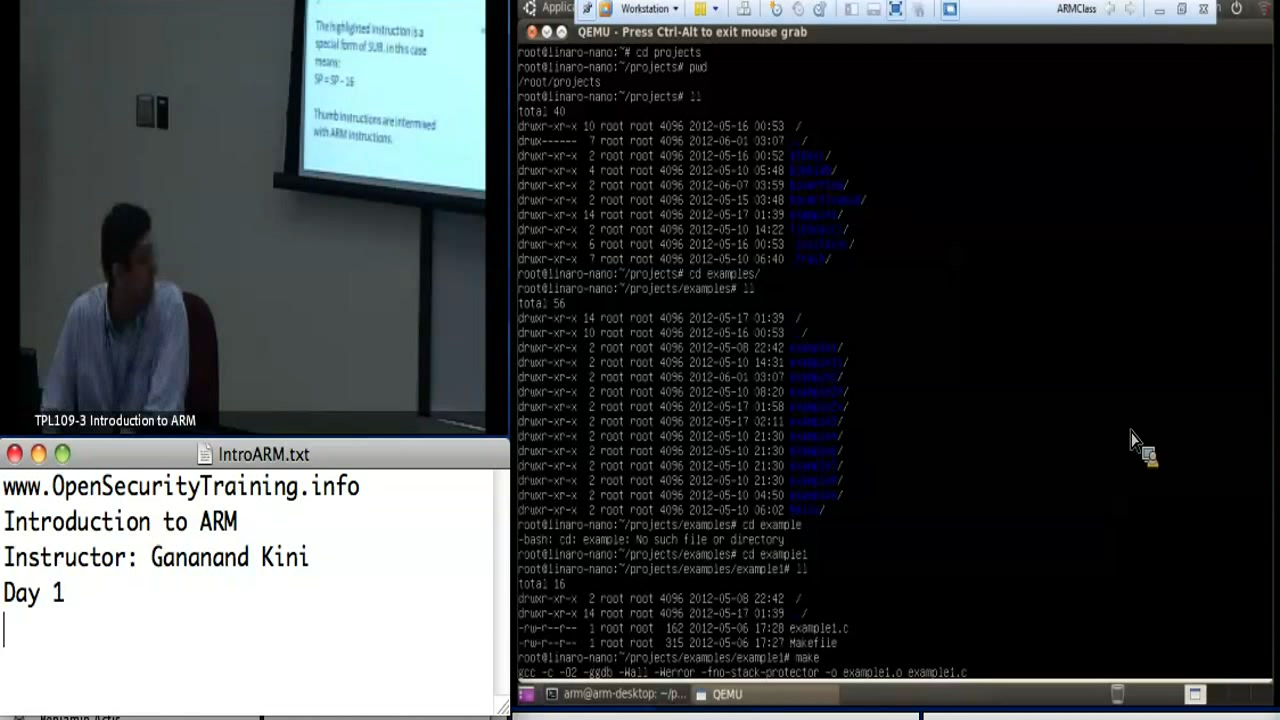 The highlighted instruction is a
special form of SUB. In this case
means:
SP = SP - 16
Thumb instructions are intermixed
with ARM instructions.
TPL109-3 Introduction to ARM
IntroARM.txt
www.OpenSecurityTraining.info
Introduction to ARM
Instructor: Gananand Kini
Day 1
Applica
Workstation
ARMClass
QEMU - Press Ctrl-Alt to exit mouse grab
root@linaro-nano:~# cd projects
root@linaro-nano:~/projects# pwd
/root/projects
root@linaro-nano:~/projects# ll
total 40
drwxr-xr-x 10 root root 4096 2012-05-16 00:53 /
drwx------ 7 root root 4096 2012-06-01 03:07 /
drwxr-xr-x 2 root root 4096 2012-05-16 00:52 /
drwxr-xr-x 4 root root 4096 2012-05-10 05:48 /
drwxr-xr-x 2 root root 4096 2012-06-07 03:59 /
drwxr-xr-x 2 root root 4096 2012-05-15 03:48 /
drwxr-xr-x 14 root root 4096 2012-05-17 01:39 /
drwxr-xr-x 2 root root 4096 2012-05-10 14:22 /
drwxr-xr-x 6 root root 4096 2012-05-16 00:53 /
drwxr-xr-x 7 root root 4096 2012-05-10 06:40 /
root@linaro-nano:~/projects# cd examples/
root@linaro-nano:~/projects/examples# ll
total 56
drwxr-xr-x 14 root root 4096 2012-05-17 01:39 /
drwxr-xr-x 10 root root 4096 2012-05-16 00:53 /
drwxr-xr-x 2 root root 4096 2012-05-08 22:42 /
drwxr-xr-x 2 root root 4096 2012-05-10 14:31 /
drwxr-xr-x 2 root root 4096 2012-06-01 03:07 /
drwxr-xr-x 2 root root 4096 2012-05-10 08:20 /
drwxr-xr-x 2 root root 4096 2012-05-17 01:58 /
drwxr-xr-x 2 root root 4096 2012-05-17 02:11 /
drwxr-xr-x 2 root root 4096 2012-05-10 21:30 /
drwxr-xr-x 2 root root 4096 2012-05-10 21:30 /
drwxr-xr-x 2 root root 4096 2012-05-10 21:30 /
drwxr-xr-x 2 root root 4096 2012-05-10 21:30 /
drwxr-xr-x 2 root root 4096 2012-05-10 04:50 /
drwxr-xr-x 2 root root 4096 2012-05-10 06:02 /
root@linaro-nano:~/projects/examples# cd example
-bash: cd: example: No such file or directory
root@linaro-nano:~/projects/examples# cd example1
root@linaro-nano:~/projects/examples/example1# ll
total 16
drwxr-xr-x 2 root root 4096 2012-05-08 22:42 /
drwxr-xr-x 14 root root 4096 2012-05-17 01:39 /
-rw-r--r-- 1 root root 162 2012-05-06 17:28 example1.c
-rw-r--r-- 1 root root 315 2012-05-06 17:27 Makefile
root@linaro-nano:~/projects/examples/example1# make
gcc -c -O2 -ggdb -Wall -Werror -fno-stack-protector -o example1.o example1.c
arm@arm-desktop: ~/p...
QEMU